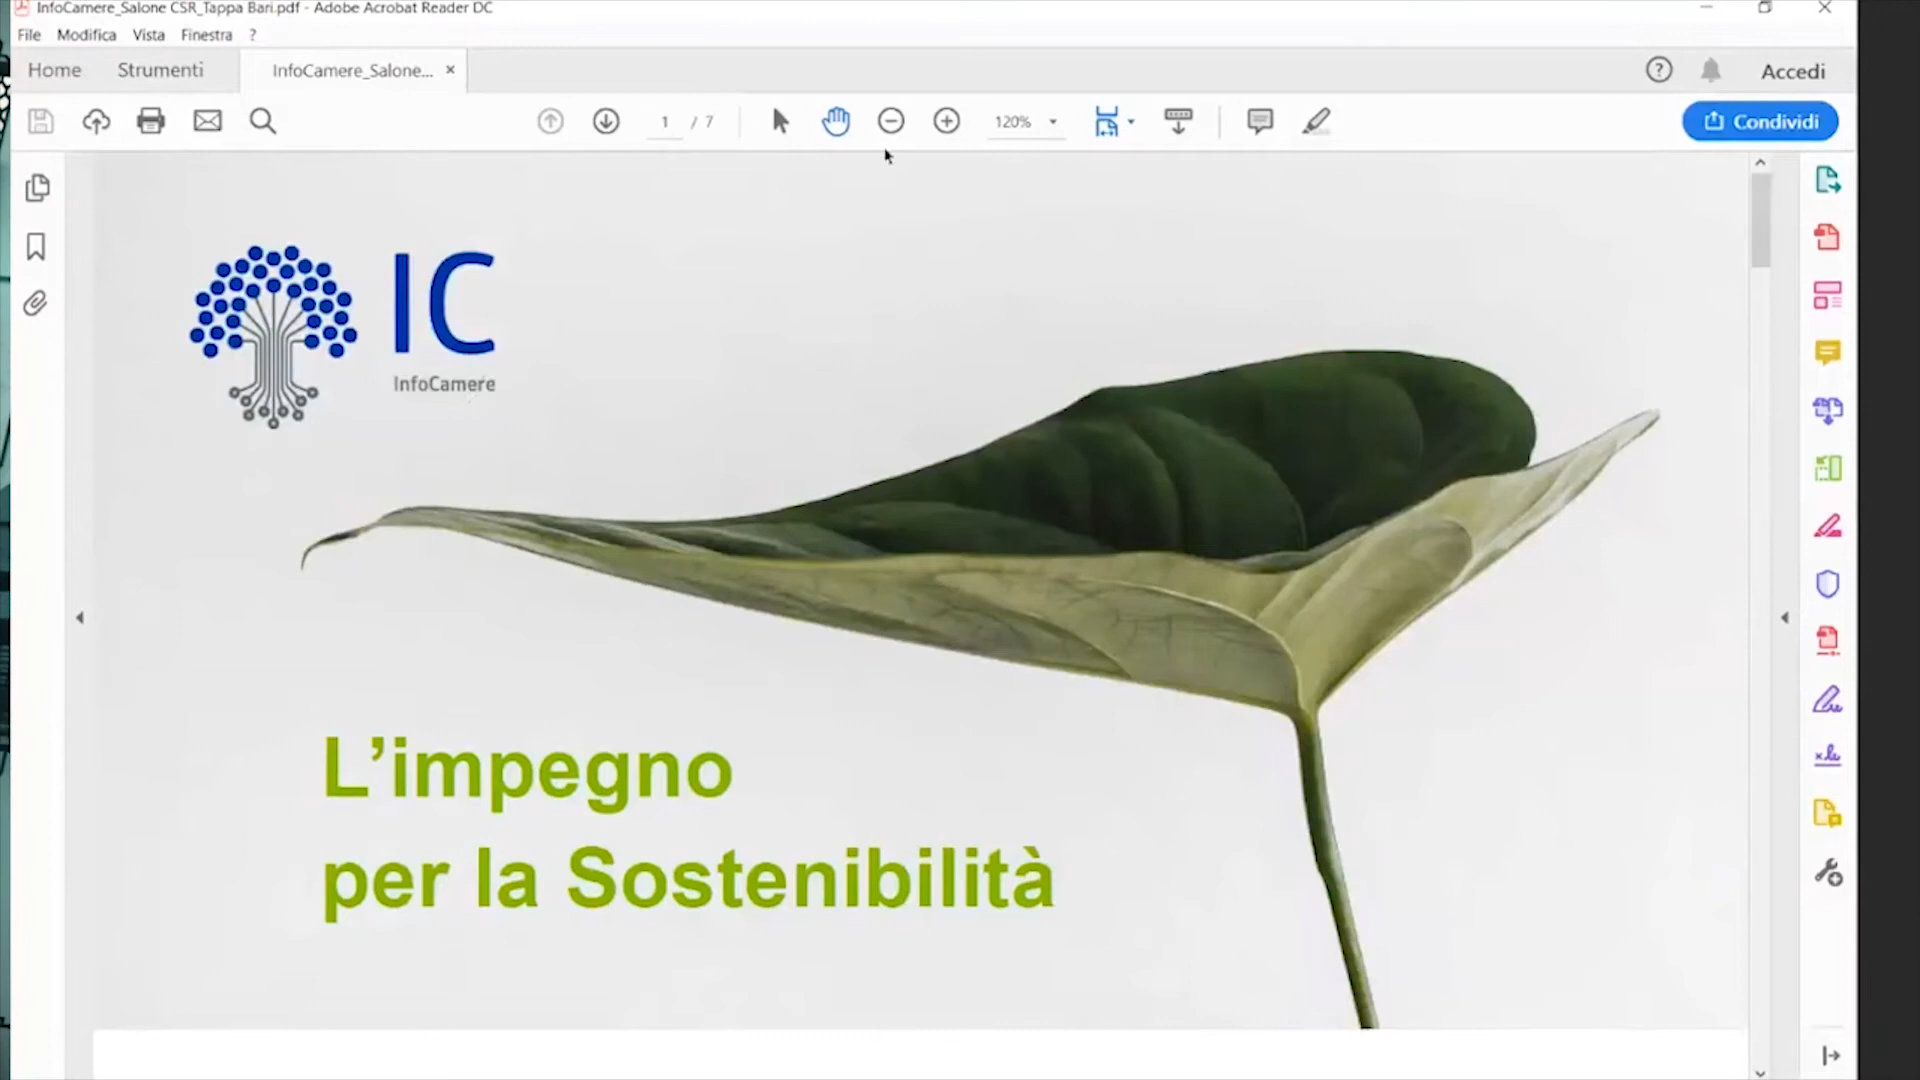 InfoCamere_Salone CSR_Tappa Bari.pdf - Adobe Acrobat Reader DC
File Modifica Vista Finestra ?
Home Strumenti InfoCamere_Salone... × Accedi
1 / 7 120% Condividi
IC
InfoCamere
L’impegno
per la Sostenibilità